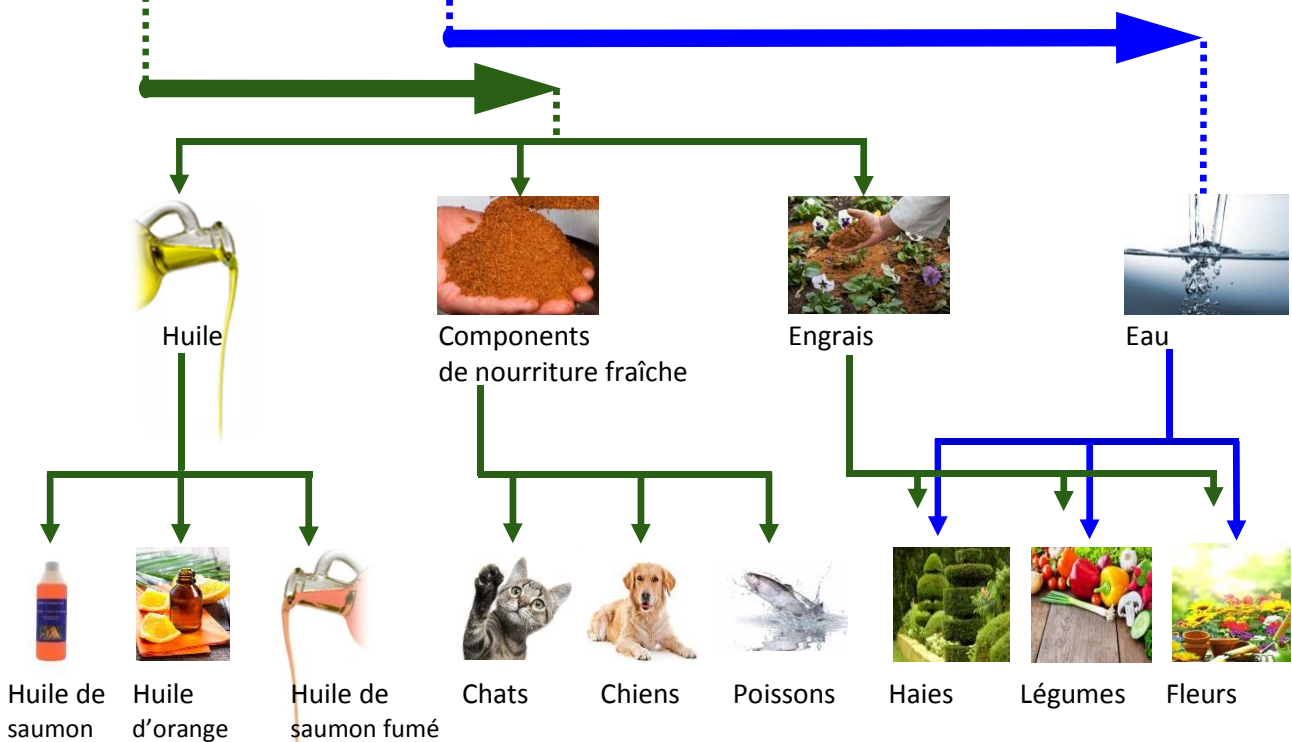 Huile
Components
de nourriture fraîche
Engrais
Eau
Huile de
saumon
Huile
d’orange
Huile de
saumon fumé
Chats
Chiens
Poissons
Haies
Légumes
Fleurs